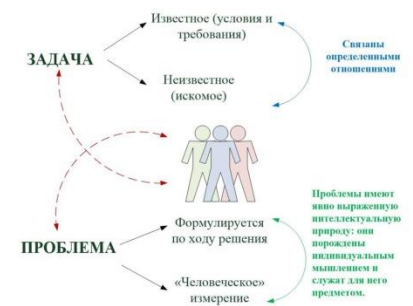 Известное (условия и
требования)
ЗАДАЧА
Неизвестное
(искомое)
Связаны
определенными
отношениями
Формулируется
по ходу решения
ПРОБЛЕМА
«Человеческое»
измерение
Проблемы имеют
явно выраженную
интеллектуальную
природу: они
порождены
индивидуальным
мышлением и
служат для него
предметом.